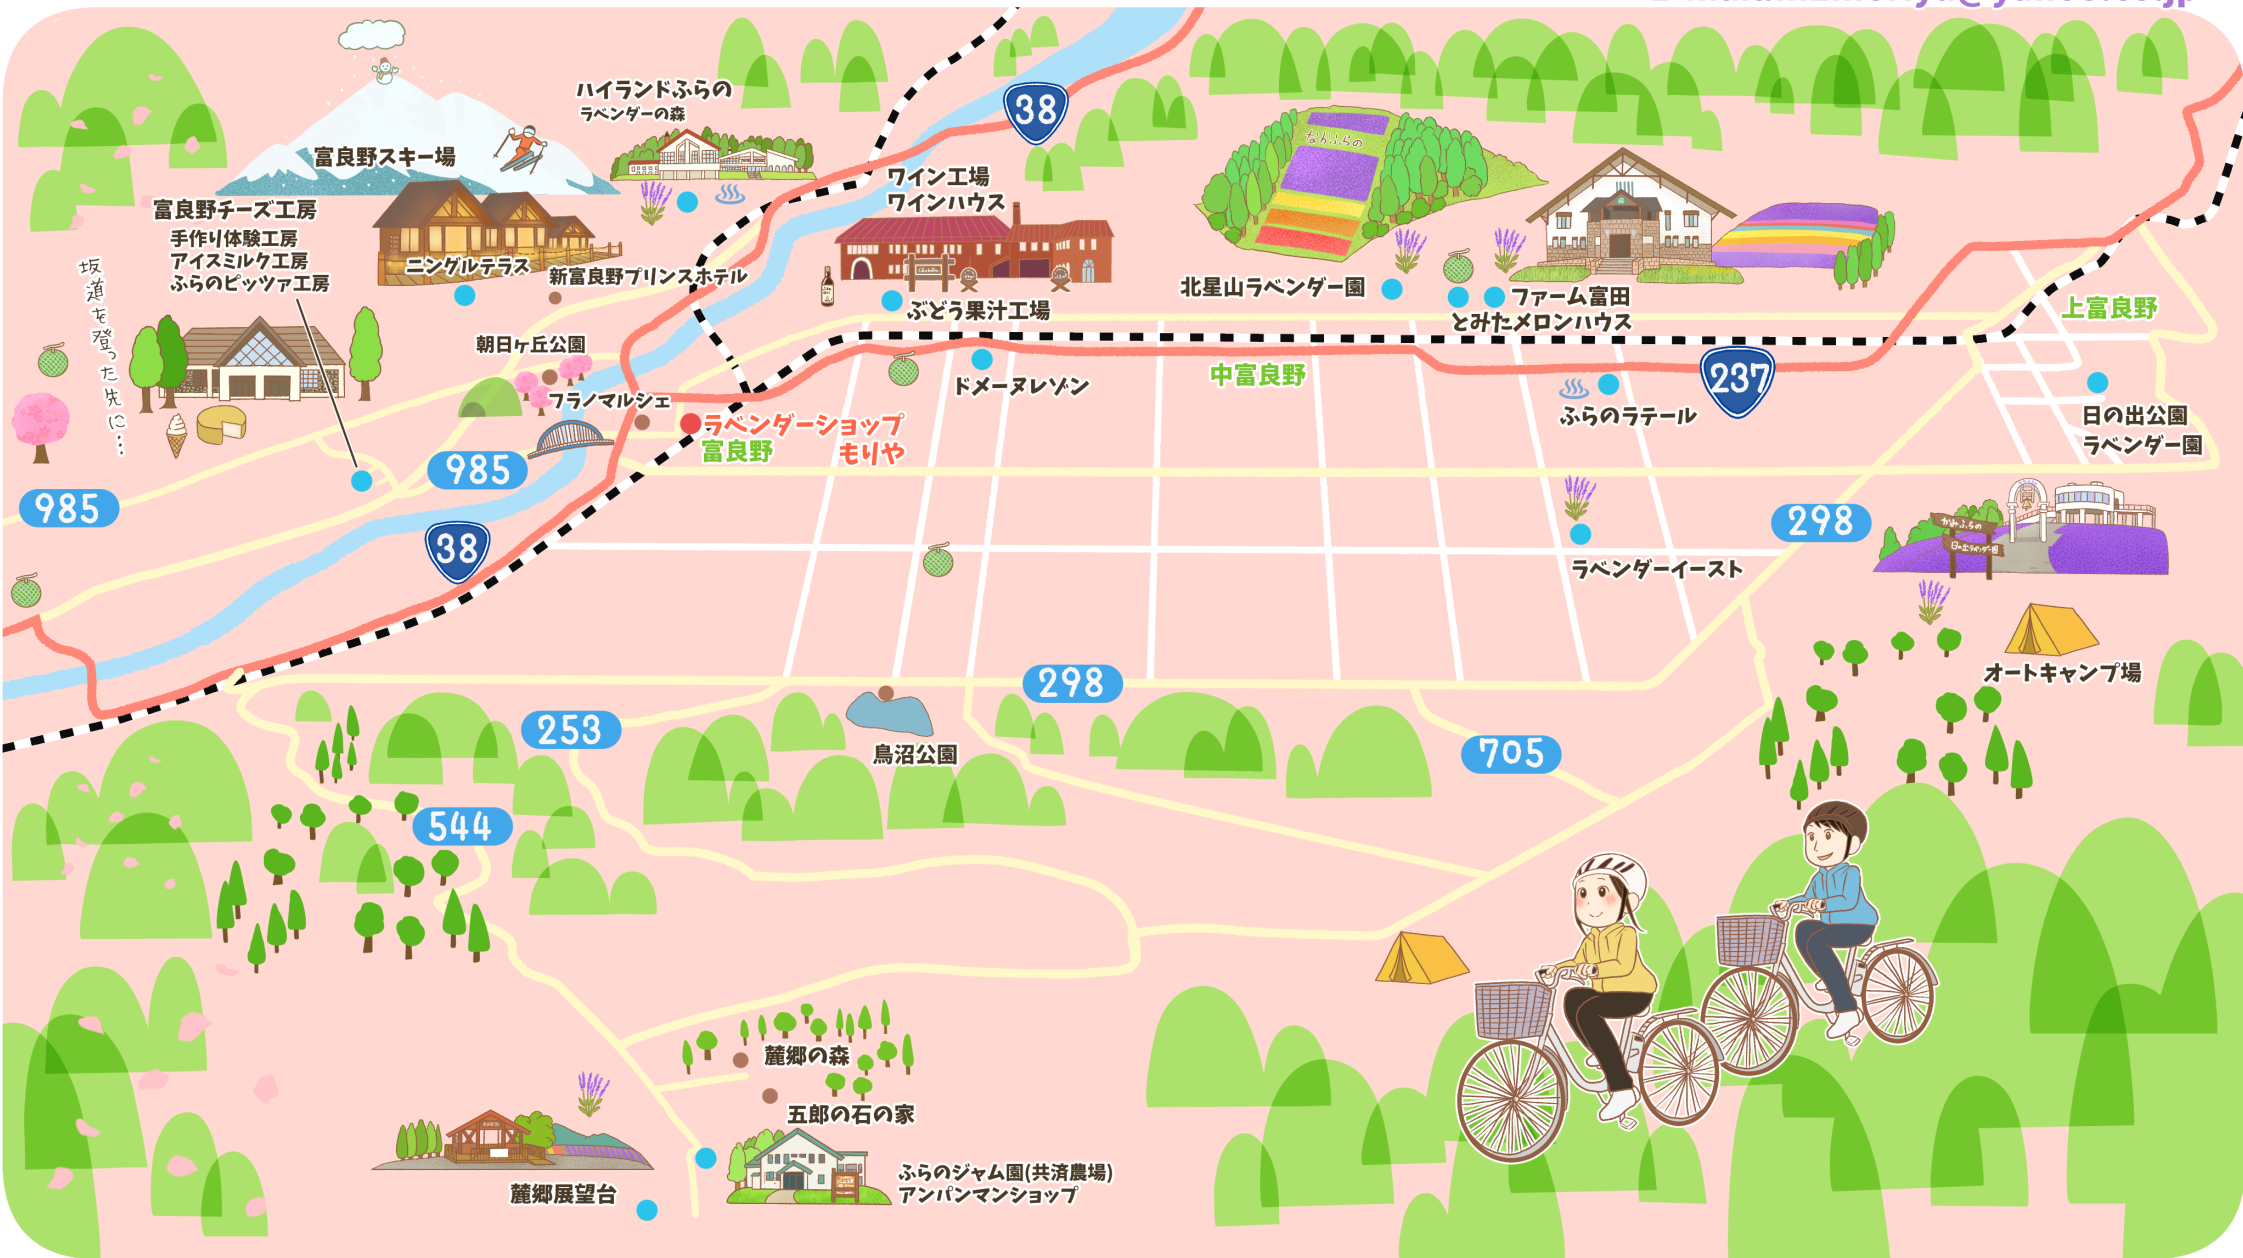 38
ハイランドふらの
ラベンダーの森
富良野スキー場
ワイン工場
ワインハウス
なかふらの
富良野チーズ工房
手作り体験工房
アイスミルク工房
ふらのピッツァ工房
ニングルテラス
新富良野プリンスホテル
坂道を登った先に…
北星山ラベンダー園
ファーム富田
とみたメロンハウス
ぶどう果汁工場
上富良野
朝日ヶ丘公園
ドメーヌレゾン
中富良野
237
フラノマルシェ
ラベンダーショップ
もりや
富良野
ふらのラテール
日の出公園
ラベンダー園
985
985
38
298
かみふらの
ラベンダーイースト
オートキャンプ場
298
253
鳥沼公園
705
544
麓郷の森
五郎の石の家
ふらのジャム園(共済農場)
アンパンマンショップ
麓郷展望台